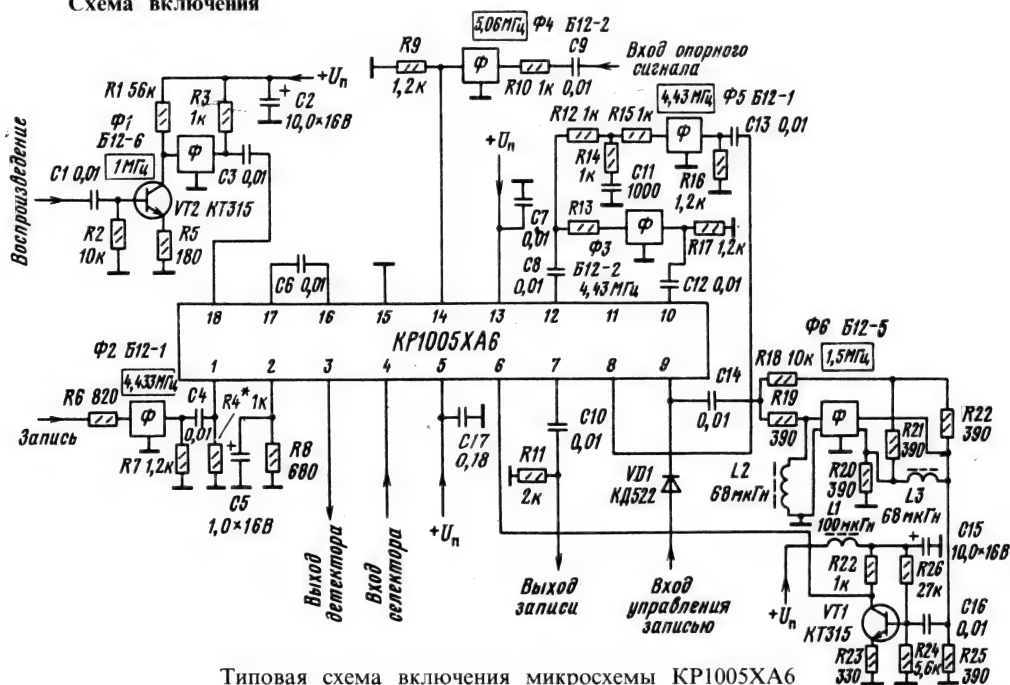 Схема включения
R1 56к
R3
1к
+Uп
+
C2
10,0×16В
Ф1
Б12-6
1МГц
Ф
C3 0,01
Воспроизведение
C1 0,01
VT2 КТ315
R2
10к
R5
180
R9
1,2к
5,06МГц
Ф4 Б12-2
Ф
R10 1к
C9
0,01
Вход опорного
сигнала
R12 1к
R15 1к
4,43 МГц
Ф5 Б12-1
Ф
C13 0,01
R14
1к
C11
1000
R16
1,2к
+Uп
C7
0,01
R13
Ф
Ф3
Б12-2
4,43 МГц
R17 1,2к
C8
0,01
C12 0,01
C6 0,01
18
17
16
15
14
13
12
11
10
КР1005ХА6
1
2
3
4
5
6
7
8
9
Ф2 Б12-1
4,433МГц
R6 820
Ф
C4
0,01
Запись
R7 1,2к
R4* 1к
+
C5
1,0×16В
R8
680
Выход
детектора
Вход
селектора
C17
0,18
+Uп
C10
0,01
R11
2к
Выход
записи
VD1
КД522
Вход
управления
записью
C14
0,01
Ф6 Б12-5
R18 10к
1,5МГц
R19
390
Ф
R21
390
R22
390
L2
68мкГн
R20
390
L3
68мкГн
L1
100мкГн
+
C15
10,0×16В
R22
1к
R26
27к
+Uп
VT1
КТ315
C16
0,01
R23
330
R24
5,6к
R25
390
Типовая схема включения микросхемы КР1005ХА6